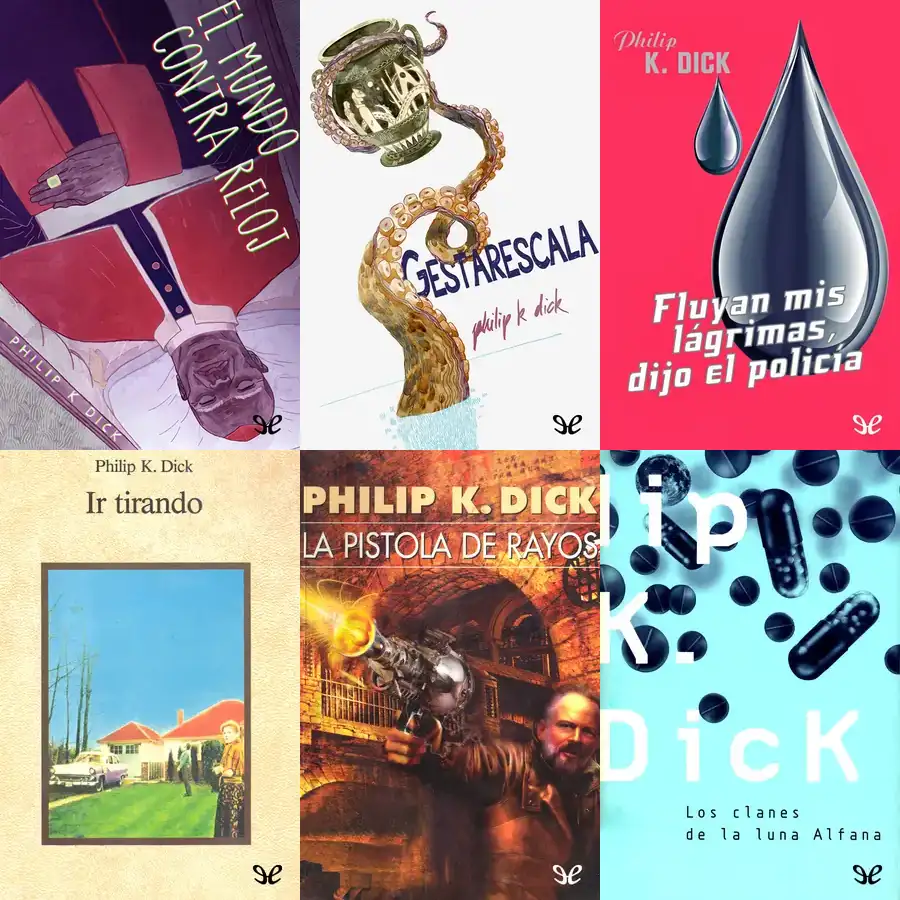 EL MUNDO
CONTRA RELOJ
PHILIP K DICK
GESTARESCALA
philip k dick
Philip
K. DICK
Fluyan mis
lágrimas,
dijo el policía
Philip K. Dick
Ir tirando
PHILIP K. DICK
LA PISTOLA DE RAYOS
lip
K.
DicK
Los clanes
de la luna Alfana